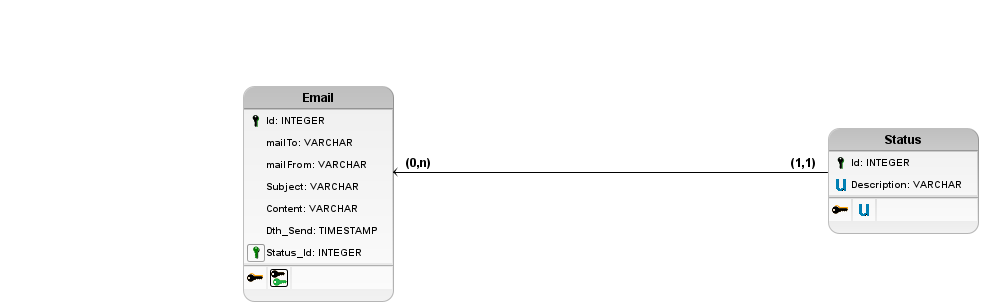 Email
Id: INTEGER
mailTo: VARCHAR
mailFrom: VARCHAR
Subject: VARCHAR
Content: VARCHAR
Dth_Send: TIMESTAMP
Status_Id: INTEGER
(0,n)
(1,1)
Status
Id: INTEGER
U Description: VARCHAR
U